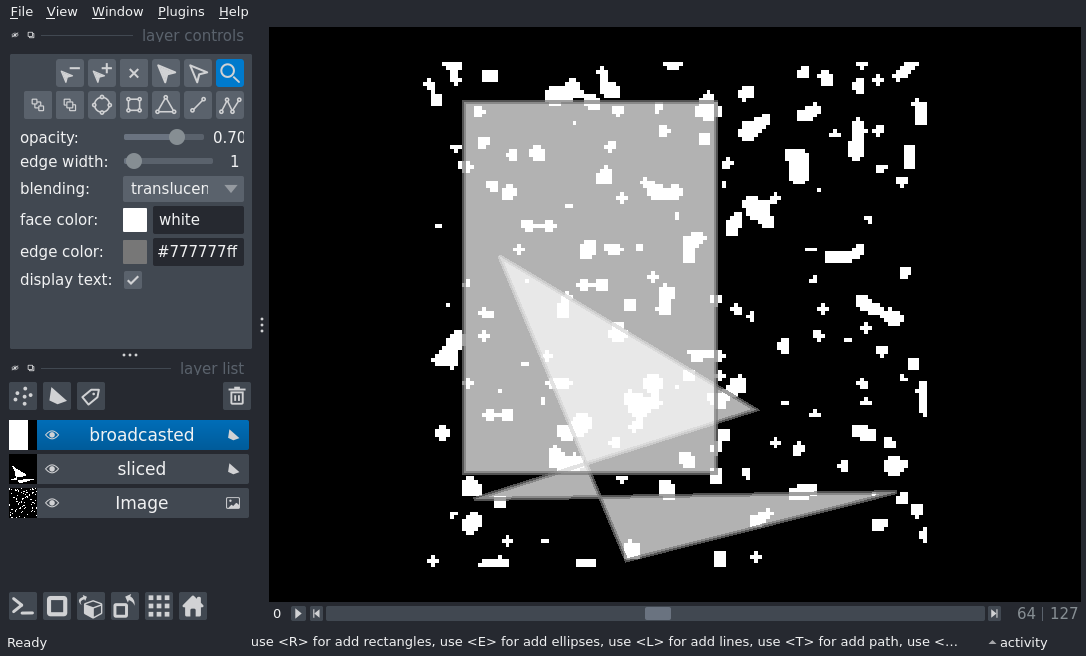 File View Window Plugins Help
layer controls
opacity: 0.70
edge width: 1
blending: translucen
face color: white
edge color: #777777ff
display text:
layer list
broadcasted
sliced
Image
0 64 | 127
Ready use <R> for add rectangles, use <E> for add ellipses, use <L> for add lines, use <T> for add path, use <... activity